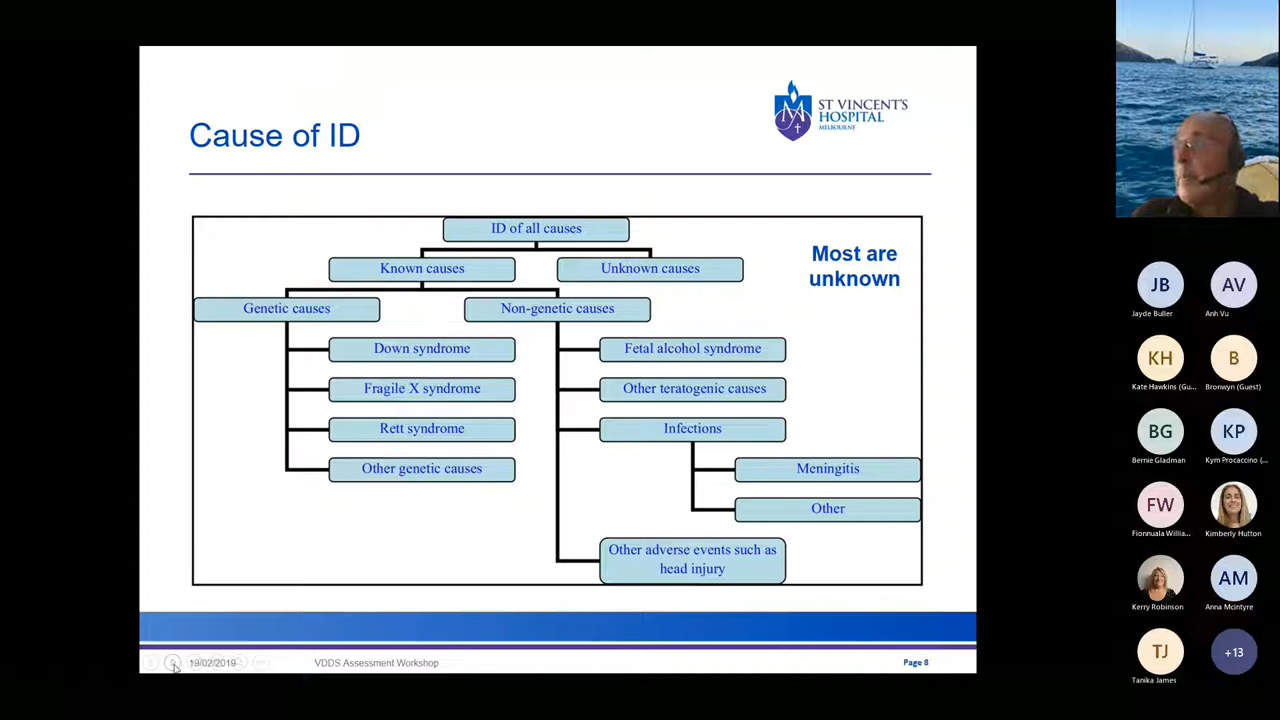 ST VINCENT'S
HOSPITAL
MELBOURNE
Cause of ID
ID of all causes
Most are
unknown
Known causes
Unknown causes
Genetic causes
Non-genetic causes
Down syndrome
Fetal alcohol syndrome
Fragile X syndrome
Other teratogenic causes
Rett syndrome
Infections
Other genetic causes
Meningitis
Other
Other adverse events such as
head injury
19/02/2019
VDDS Assessment Workshop
Page 8
JB
AV
Jayde Buller
Anh Vu
KH
B
Kate Hawkins (Gu...
Bronwyn (Guest)
BG
KP
Bernie Gladman
Kym Procaccino (...
FW
Fionnuala Willia...
Kimberly Hutton
AM
Kerry Robinson
Anna Mcintyre
TJ
+13
Tanika James